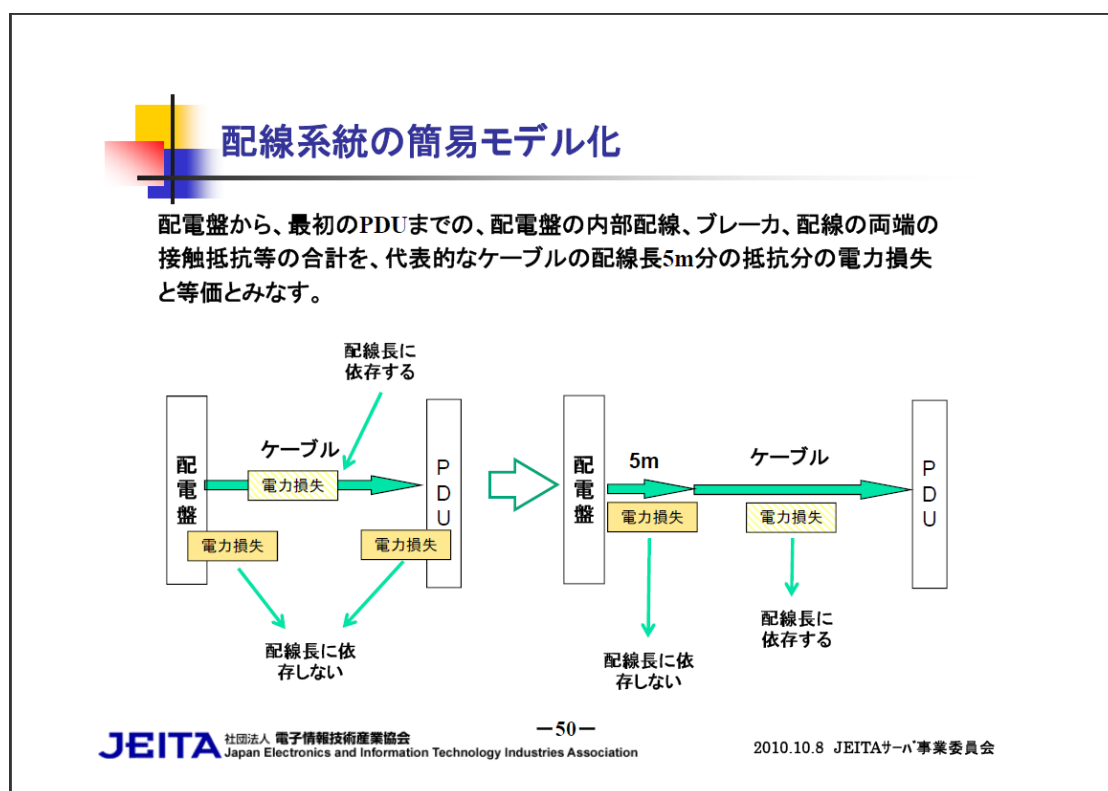 配線系統の簡易モデル化
配電盤から、最初のPDUまでの、配電盤の内部配線、ブレーカ、配線の両端の
接触抵抗等の合計を、代表的なケーブルの配線長5m分の抵抗分の電力損失
と等価とみなす。
配線長に
依存する
配電盤
ケーブル
電力損失
PDU
電力損失
電力損失
配線長に依
存しない
配電盤
5m
ケーブル
電力損失
電力損失
PDU
配線長に
依存する
配線長に依
存しない
JEITA 社団法人 電子情報技術産業協会
Japan Electronics and Information Technology Industries Association
－50－
2010.10.8 JEITAサーバ事業委員会